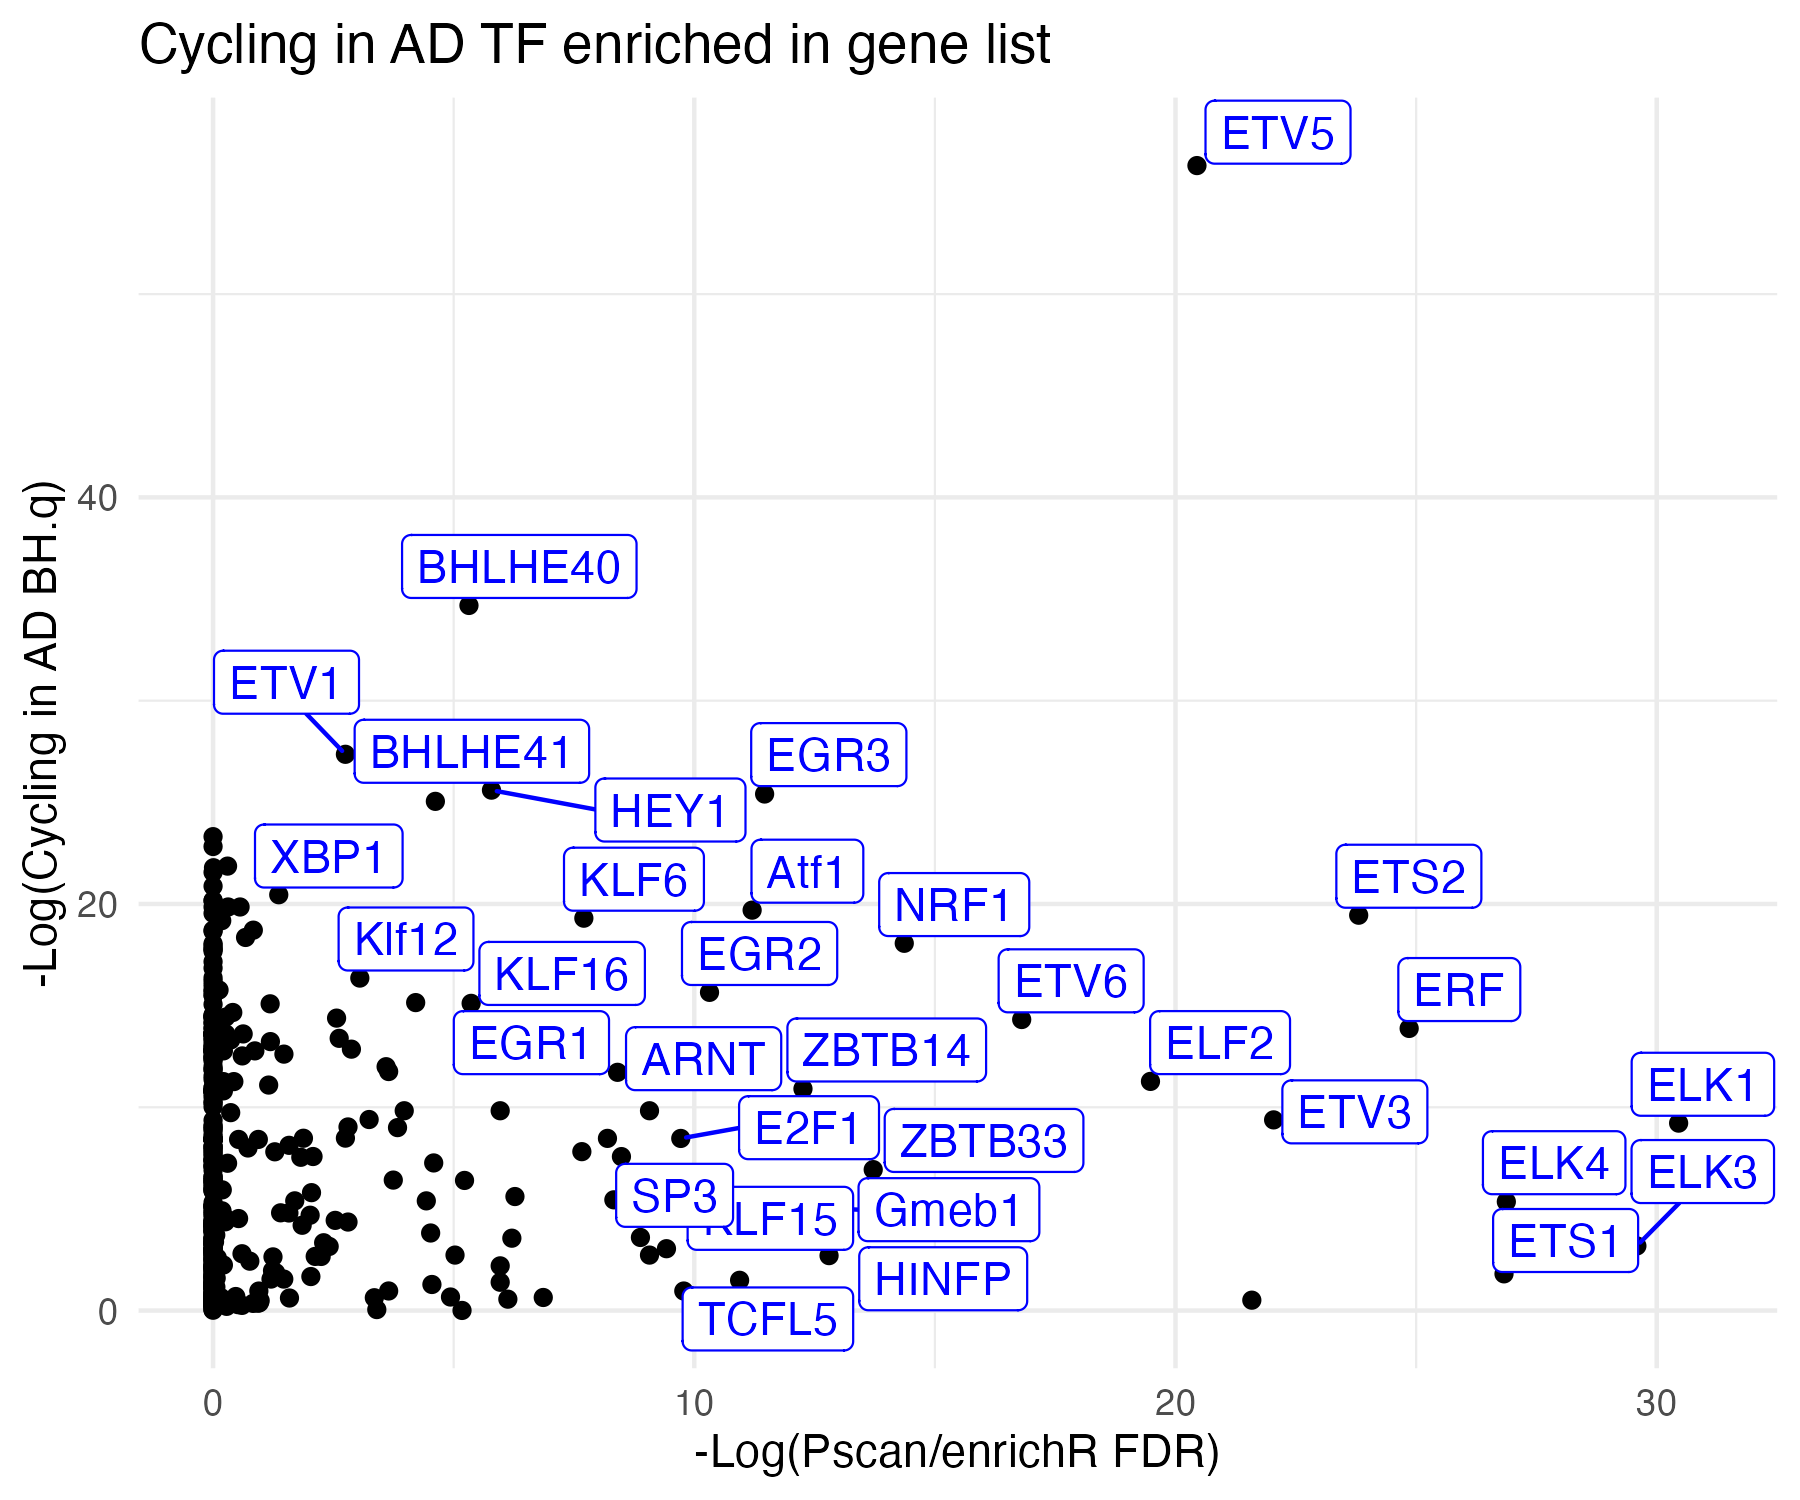 Cycling in AD TF enriched in gene list
ETV5
BHLHE40
ETV1
BHLHE41
EGR3
HEY1
XBP1
KLF6
Atf1
ETS2
NRF1
Klf12
EGR2
KLF16
ETV6
ERF
EGR1
ARNT
ZBTB14
ELF2
ELK1
ETV3
E2F1
ZBTB33
ELK4
ELK3
SP3
KLF15
Gmeb1
ETS1
HINFP
TCFL5
-Log(Cycling in AD BH.q)
40
20
0
0
10
20
30
-Log(Pscan/enrichR FDR)